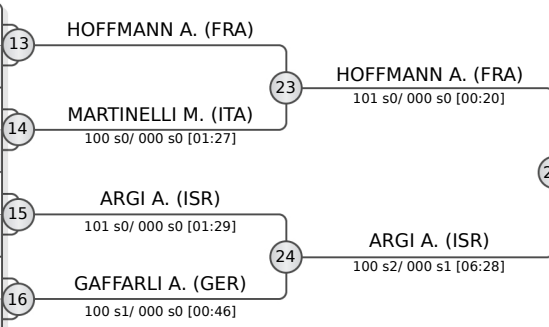 HOFFMANN A. (FRA)
13
23
HOFFMANN A. (FRA)
101 s0/ 000 s0 [00:20]
MARTINELLI M. (ITA)
14
100 s0/ 000 s0 [01:27]
ARGI A. (ISR)
15
101 s0/ 000 s0 [01:29]
24
ARGI A. (ISR)
100 s2/ 000 s1 [06:28]
GAFFARLI A. (GER)
16
100 s1/ 000 s0 [00:46]